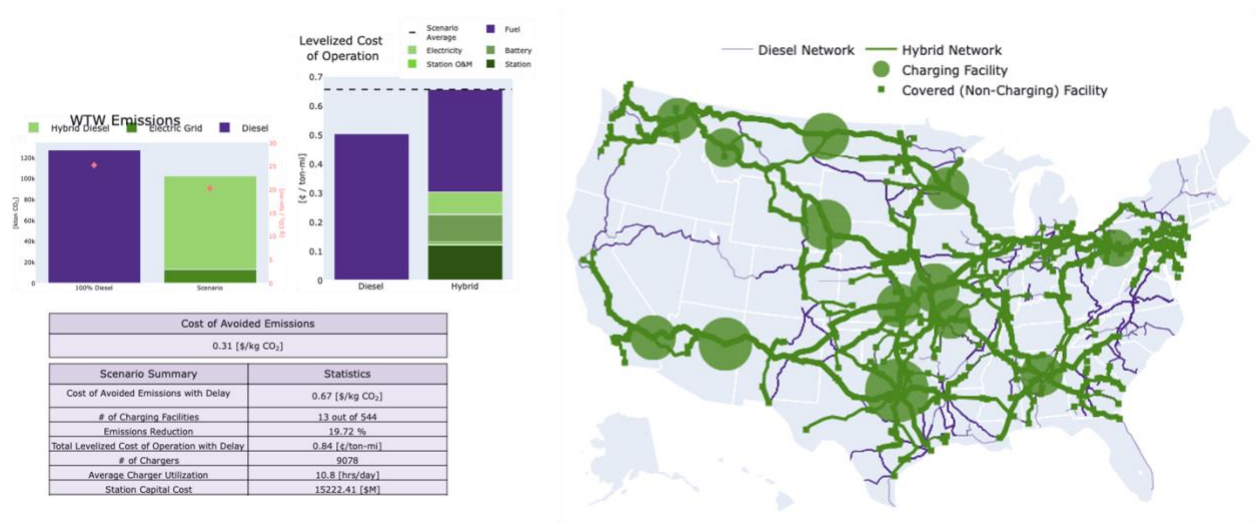 WTW Emissions
Hybrid Diesel
Electric Grid
Diesel
[kton CO₂]
120k
100k
80k
60k
40k
20k
0
30
25
20
15
10
5
0
[g CO₂ / ton-mi]
100% Diesel
Scenario
Levelized Cost
of Operation
Scenario
Average
Fuel
Electricity
Battery
Station O&M
Station
[¢ / ton-mi]
0.7
0.6
0.5
0.4
0.3
0.2
0.1
0
Diesel
Hybrid
Cost of Avoided Emissions
0.31 [$/kg CO₂]
Scenario Summary Statistics
Cost of Avoided Emissions with Delay 0.67 [$/kg CO₂]
# of Charging Facilities 13 out of 544
Emissions Reduction 19.72 %
Total Levelized Cost of Operation with Delay 0.84 [¢/ton-mi]
# of Chargers 9078
Average Charger Utilization 10.8 [hrs/day]
Station Capital Cost 15222.41 [$M]
Diesel Network
Hybrid Network
Charging Facility
Covered (Non-Charging) Facility